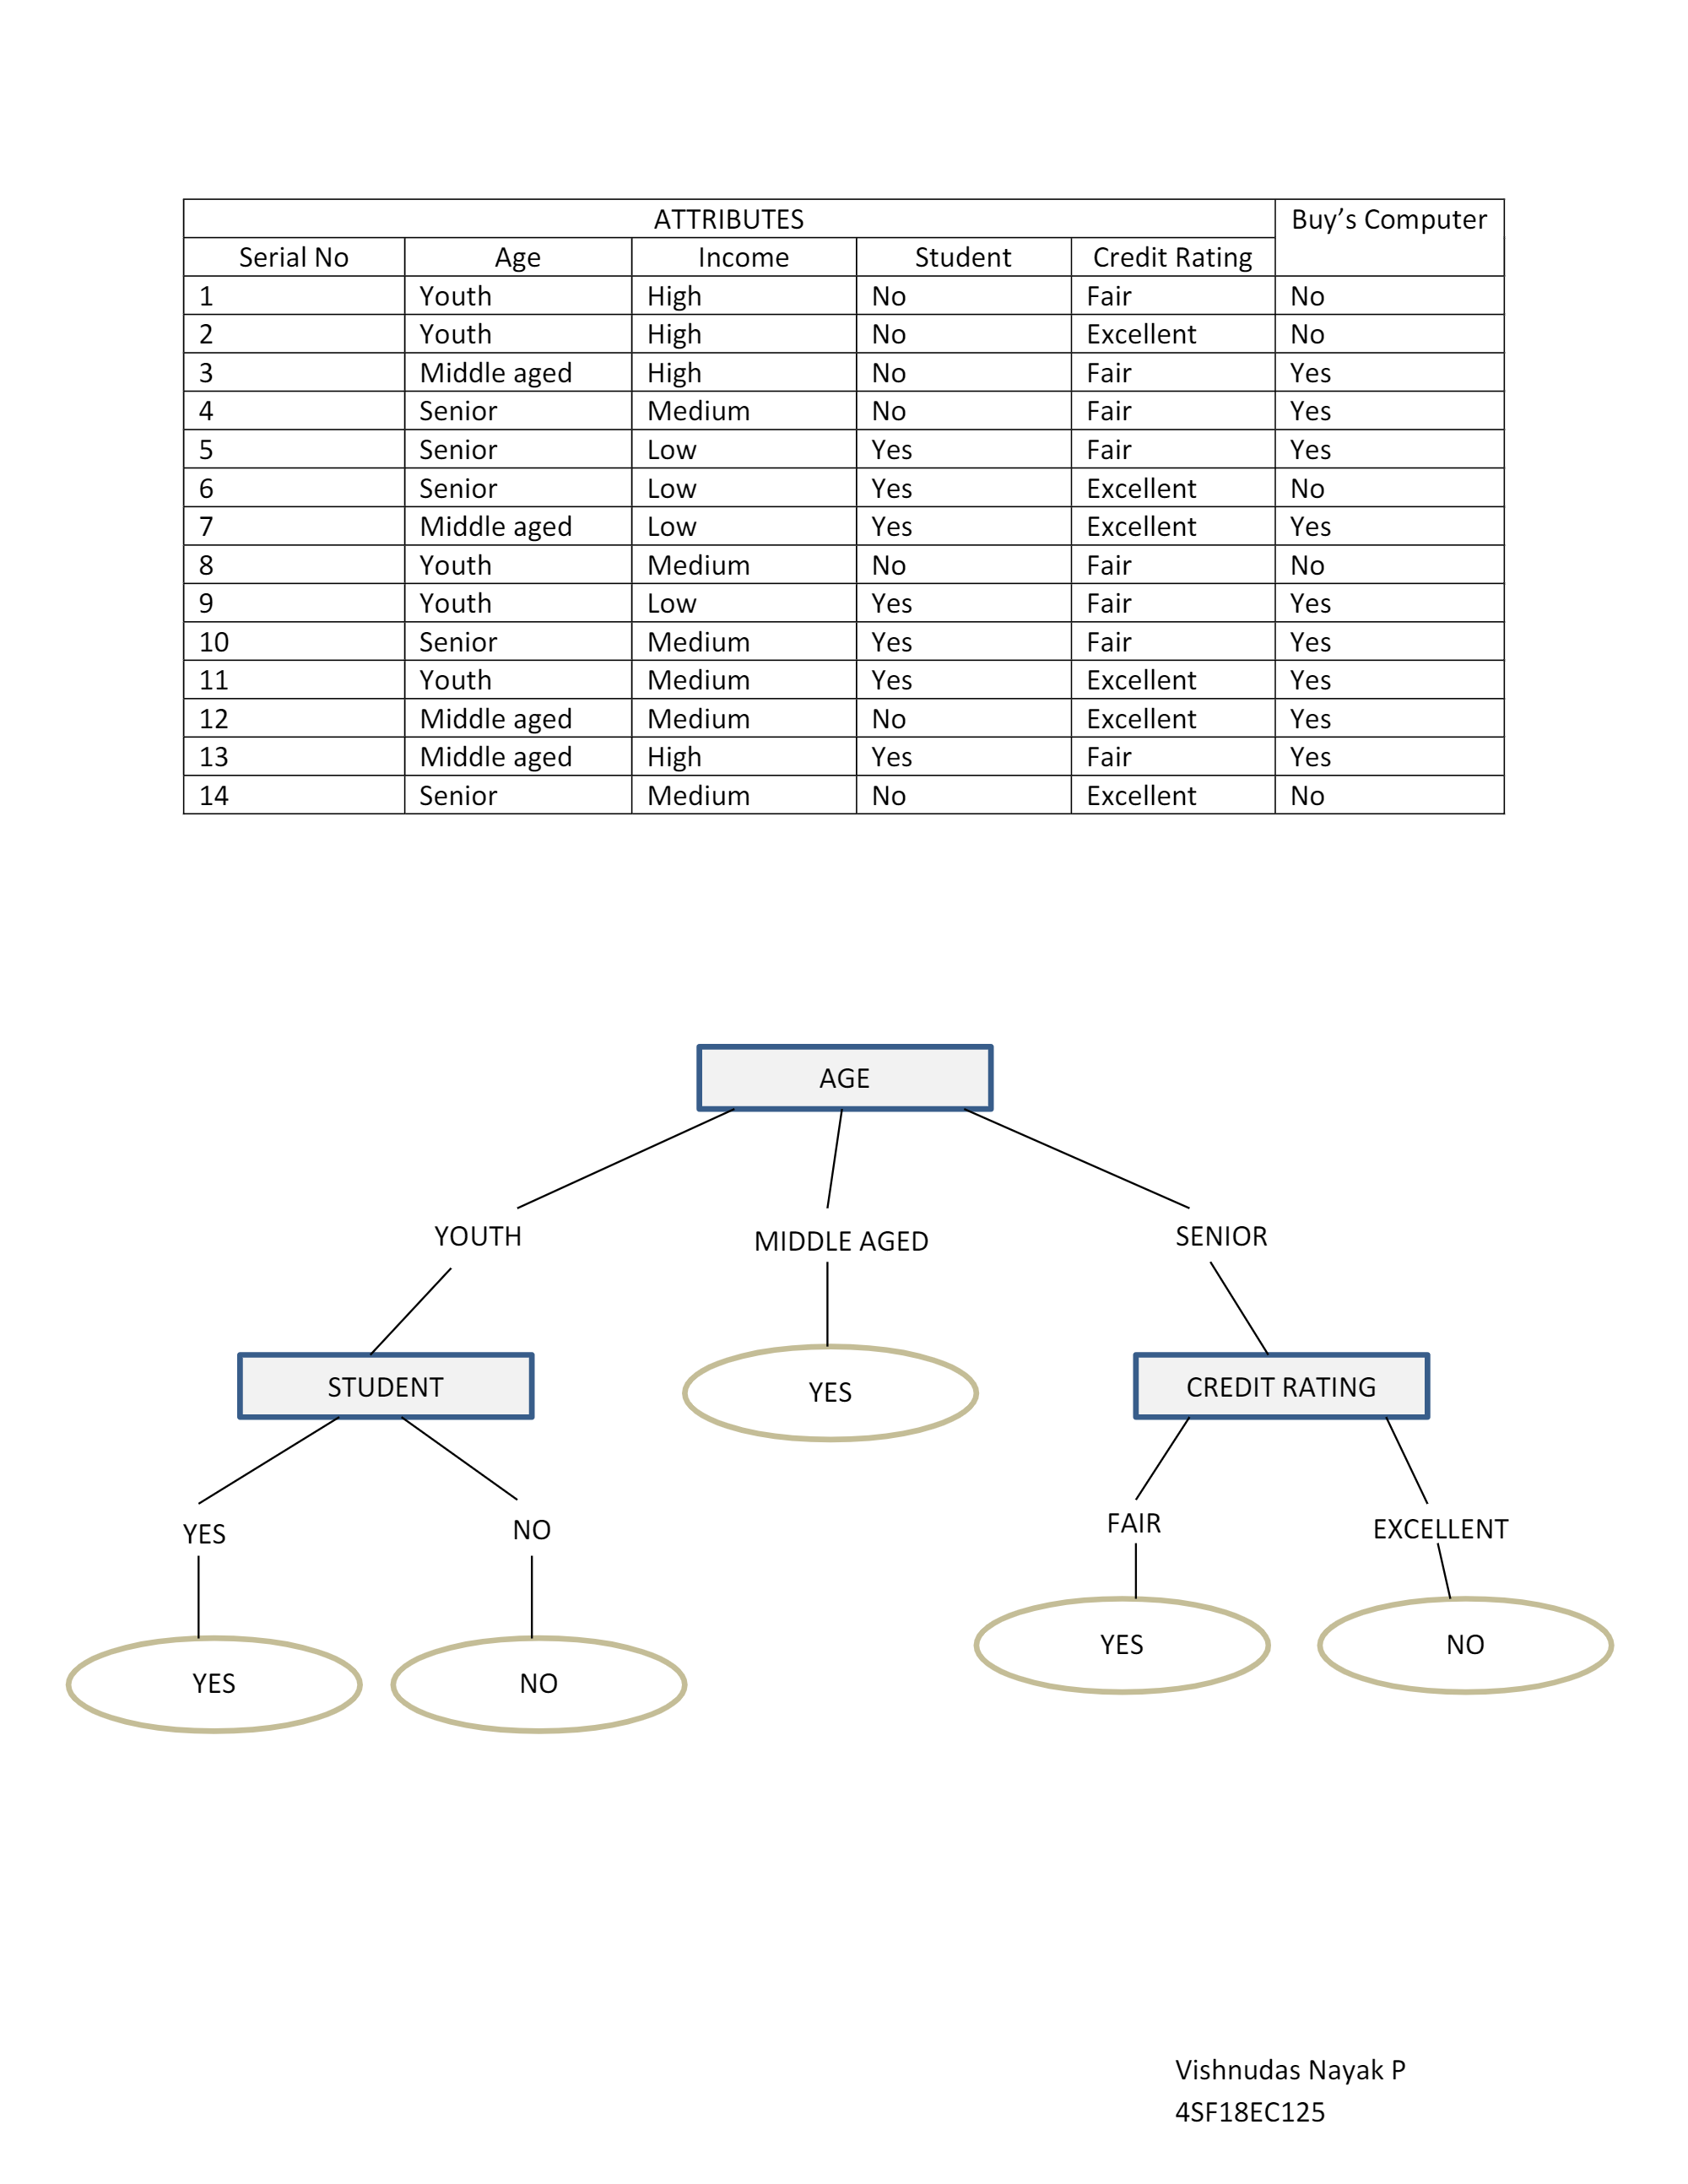 ATTRIBUTES Buy’s Computer
Serial No Age Income Student Credit Rating
1 Youth High No Fair No
2 Youth High No Excellent No
3 Middle aged High No Fair Yes
4 Senior Medium No Fair Yes
5 Senior Low Yes Fair Yes
6 Senior Low Yes Excellent No
7 Middle aged Low Yes Excellent Yes
8 Youth Medium No Fair No
9 Youth Low Yes Fair Yes
10 Senior Medium Yes Fair Yes
11 Youth Medium Yes Excellent Yes
12 Middle aged Medium No Excellent Yes
13 Middle aged High Yes Fair Yes
14 Senior Medium No Excellent No
AGE
YOUTH MIDDLE AGED SENIOR
STUDENT YES CREDIT RATING
YES NO FAIR EXCELLENT
YES NO YES NO
Vishnudas Nayak P
4SF18EC125